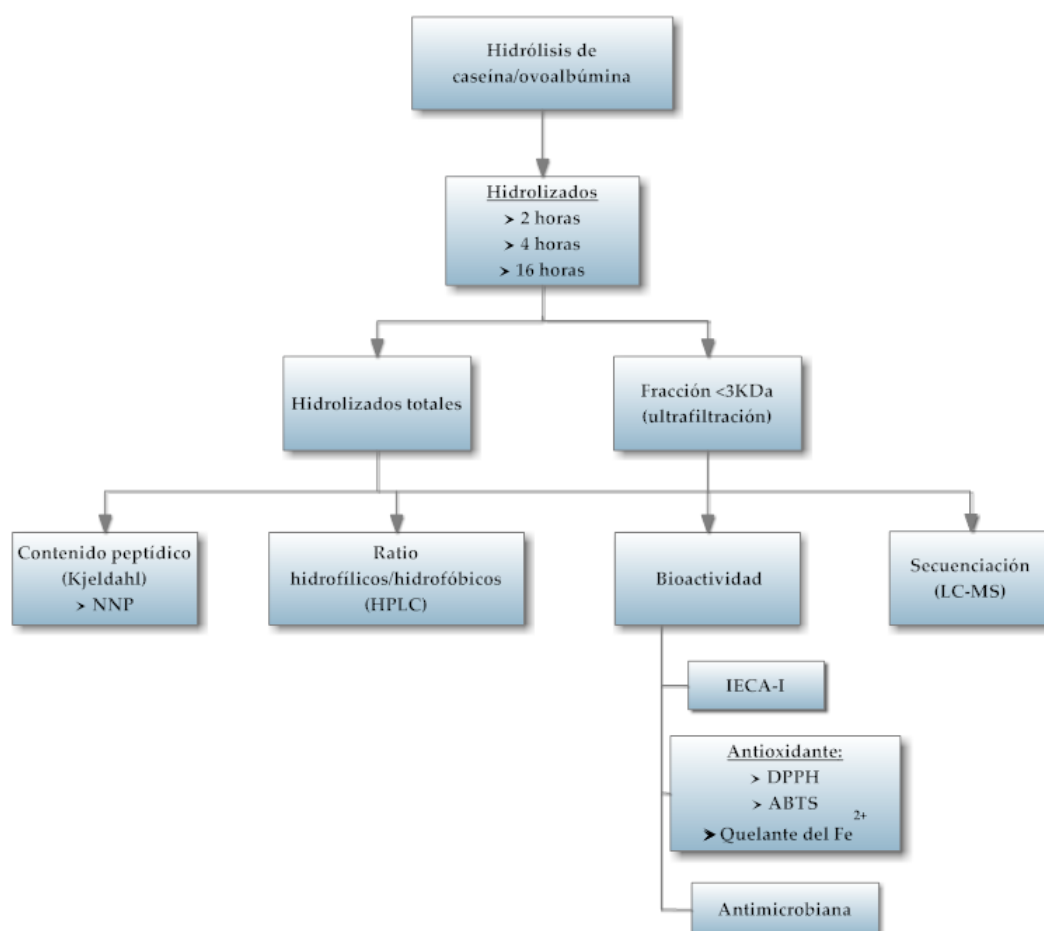 Hidrólisis de
caseína/ovoalbúmina
Hidrolizados
➤ 2 horas
➤ 4 horas
➤ 16 horas
Hidrolizados totales
Fracción <3KDa
(ultrafiltración)
Contenido peptídico
(Kjeldahl)
➤ NNP
Ratio
hidrofílicos/hidrofóbicos
(HPLC)
Bioactividad
Secuenciación
(LC-MS)
IECA-I
Antioxidante:
➤ DPPH
➤ ABTS
➤ Quelante del Fe 2+
Antimicrobiana